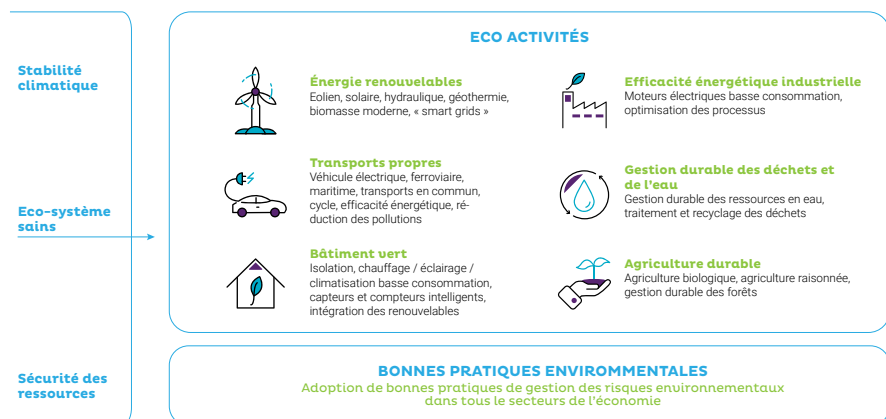 Stabilité
climatique
Eco-système
sains
Sécurité des
ressources
ECO ACTIVITÉS
Énergie renouvelables
Eolien, solaire, hydraulique, géothermie,
biomasse moderne, « smart grids »
Efficacité énergétique industrielle
Moteurs électriques basse consommation,
optimisation des processus
Transports propres
Véhicule électrique, ferroviaire,
maritime, transports en commun,
cycle, efficacité énergétique, ré-
duction des pollutions
Gestion durable des déchets et
de l'eau
Gestion durable des ressources en eau,
traitement et recyclage des déchets
Bâtiment vert
Isolation, chauffage / éclairage /
climatisation basse consommation,
capteurs et compteurs intelligents,
intégration des renouvelables
Agriculture durable
Agriculture biologique, agriculture raisonnée,
gestion durable des forêts
BONNES PRATIQUES ENVIROMMENTALES
Adoption de bonnes pratiques de gestion des risques environnementaux
dans tous le secteurs de l'économie